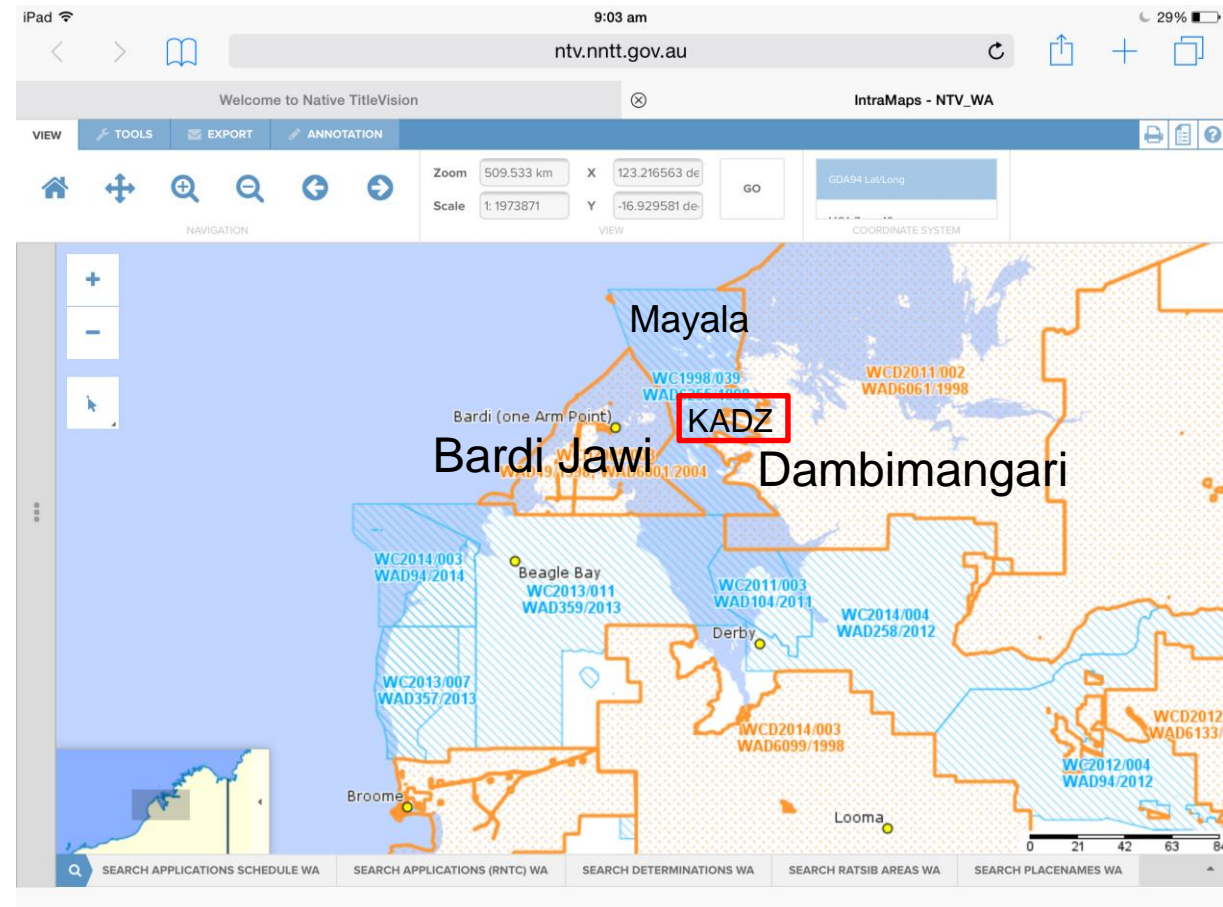 iPad 9:03 am 29%
ntv.nntt.gov.au
Welcome to Native TitleVision IntraMaps - NTV_WA
VIEW TOOLS EXPORT ANNOTATION
Zoom 509.533 km X 123.216563 de GO GDA94 Lat/Long
Scale 1: 1973871 Y -16.929581 de
NAVIGATION VIEW COORDINATE SYSTEM
Mayala
WC1998/039
WCD2011/002
WAD6061/1998
Bardi (one Arm Point)
KADZ
Bardi Jawi
Dambimangari
WC2014/003
WAD94/2014
Beagle Bay
WC2013/011
WAD359/2013
WC2011/003
WAD104/2011
WC2014/004
WAD258/2012
Derby
WC2013/007
WAD357/2013
WCD2014/003
WAD6099/1998
WCD2012
WAD6133/
WC2012/004
WAD94/2012
Broome
Looma
0 21 42 63 84
SEARCH APPLICATIONS SCHEDULE WA SEARCH APPLICATIONS (RNTC) WA SEARCH DETERMINATIONS WA SEARCH RATSIB AREAS WA SEARCH PLACENAMES WA